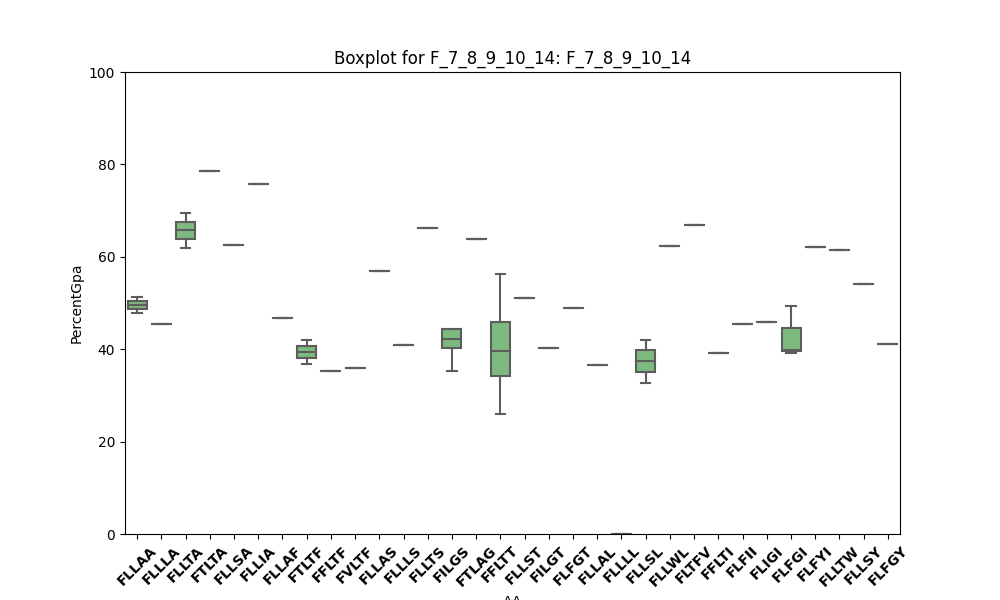 Boxplot for F_7_8_9_10_14: F_7_8_9_10_14
100
80
60
40
20
0
PercentGpa
FLLAA
FLLLA
FLLTA
FTLTA
FLLSA
FLLIA
FLLAF
FTLTF
FFLTF
FVLTF
FLLAS
FLLLS
FLLTS
FILGS
FTLAG
FFLTT
FLLST
FILGT
FLFGT
FLLAL
FLLLL
FLLSL
FLLWL
FLTFV
FFLTI
FLFII
FLIGI
FLFGI
FLFYI
FLLTW
FLLSY
FLFGY